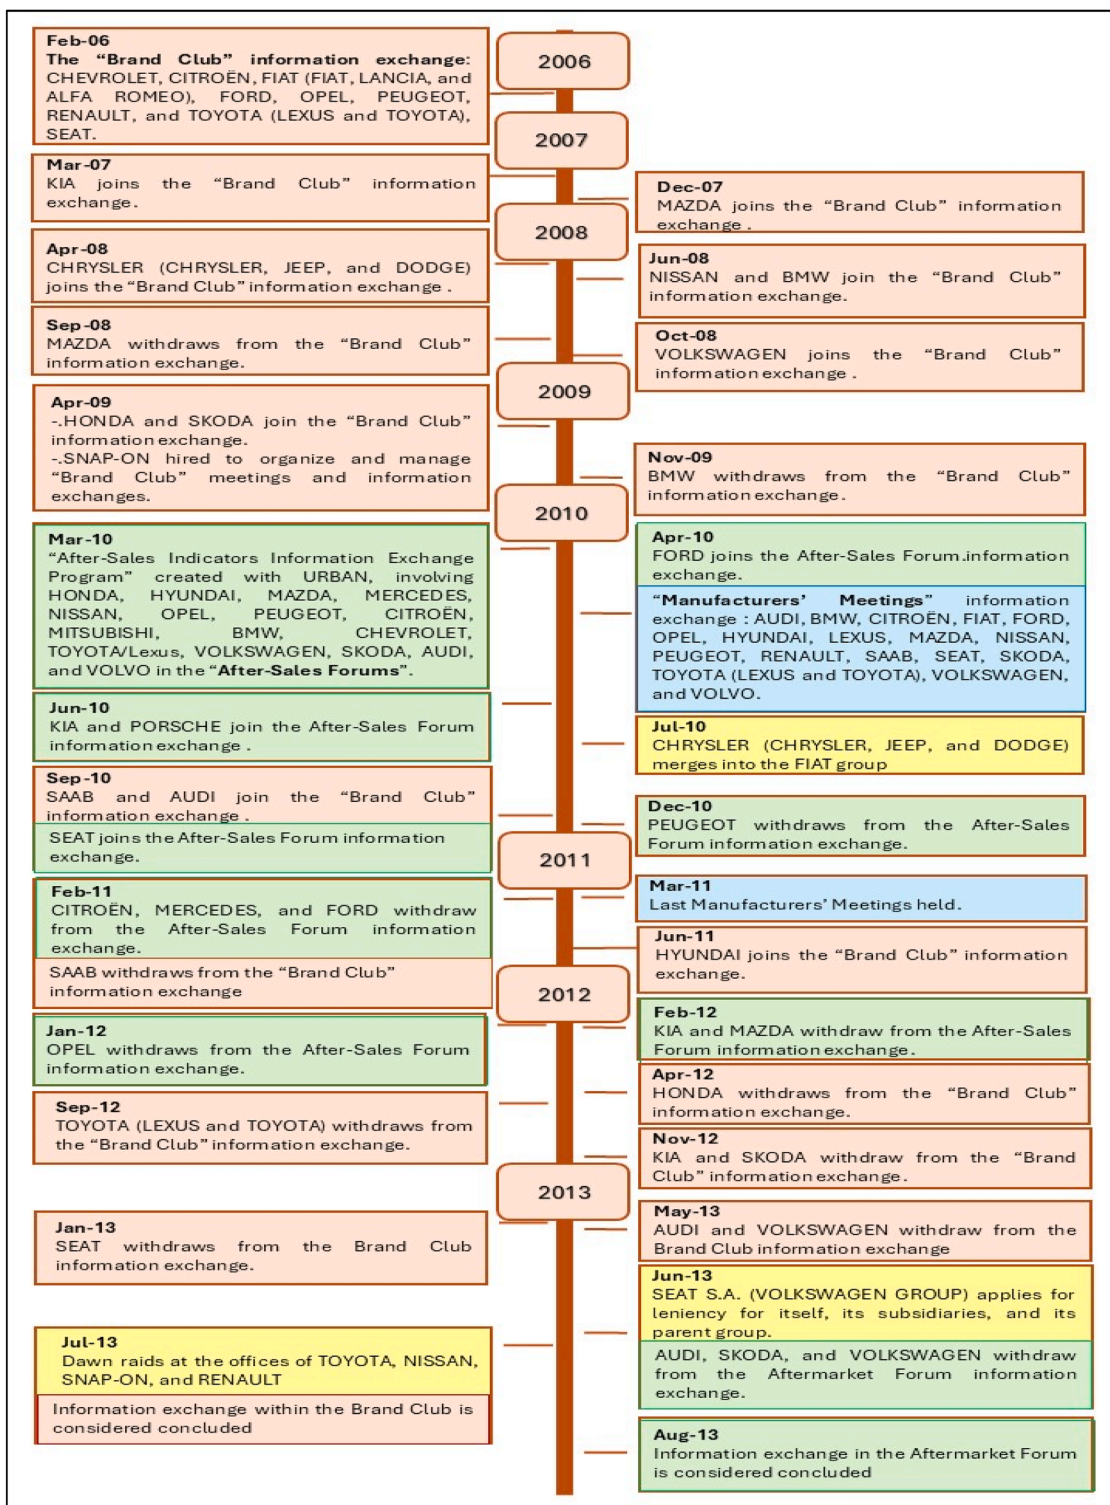 2006
Feb-06
The “Brand Club” information exchange:
CHEVROLET, CITROËN, FIAT (FIAT, LANCIA, and
ALFA ROMEO), FORD, OPEL, PEUGEOT,
RENAULT, and TOYOTA (LEXUS and TOYOTA),
SEAT.
2007
Mar-07
KIA joins the “Brand Club” information
exchange.
Dec-07
MAZDA joins the “Brand Club” information
exchange .
2008
Apr-08
CHRYSLER (CHRYSLER, JEEP, and DODGE)
joins the “Brand Club” information exchange .
Jun-08
NISSAN and BMW join the “Brand Club”
information exchange.
Sep-08
MAZDA withdraws from the “Brand Club”
information exchange.
Oct-08
VOLKSWAGEN joins the “Brand Club”
information exchange .
2009
Apr-09
-.HONDA and SKODA join the “Brand Club”
information exchange.
-.SNAP-ON hired to organize and manage
“Brand Club” meetings and information
exchanges.
Nov-09
BMW withdraws from the “Brand Club”
information exchange .
2010
Mar-10
“After-Sales Indicators Information Exchange
Program” created with URBAN, involving
HONDA, HYUNDAI, MAZDA, MERCEDES,
NISSAN, OPEL, PEUGEOT, CITROËN,
MITSUBISHI, BMW, CHEVROLET,
TOYOTA/Lexus, VOLKSWAGEN, SKODA, AUDI,
and VOLVO in the “After-Sales Forums”.
Apr-10
FORD joins the After-Sales Forum.information
exchange.
“Manufacturers’ Meetings” information
exchange : AUDI, BMW, CITROËN, FIAT, FORD,
OPEL, HYUNDAI, LEXUS, MAZDA, NISSAN,
PEUGEOT, RENAULT, SAAB, SEAT, SKODA,
TOYOTA (LEXUS and TOYOTA), VOLKSWAGEN,
and VOLVO.
Jun-10
KIA and PORSCHE join the After-Sales Forum
information exchange .
Jul-10
CHRYSLER (CHRYSLER, JEEP, and DODGE)
merges into the FIAT group
Sep-10
SAAB and AUDI join the “Brand Club”
information exchange .
SEAT joins the After-Sales Forum information
exchange.
Dec-10
PEUGEOT withdraws from the After-Sales
Forum information exchange.
2011
Feb-11
CITROËN, MERCEDES, and FORD withdraw
from the After-Sales Forum information
exchange.
SAAB withdraws from the “Brand Club”
information exchange
Mar-11
Last Manufacturers’ Meetings held.
Jun-11
HYUNDAI joins the “Brand Club” information
exchange.
2012
Jan-12
OPEL withdraws from the After-Sales Forum
information exchange.
Feb-12
KIA and MAZDA withdraw from the After-Sales
Forum information exchange.
Apr-12
HONDA withdraws from the “Brand Club”
information exchange.
Sep-12
TOYOTA (LEXUS and TOYOTA) withdraws from
the “Brand Club” information exchange.
Nov-12
KIA and SKODA withdraw from the “Brand
Club” information exchange.
2013
Jan-13
SEAT withdraws from the Brand Club
information exchange.
May-13
AUDI and VOLKSWAGEN withdraw from the
Brand Club information exchange
Jun-13
SEAT S.A. (VOLKSWAGEN GROUP) applies for
leniency for itself, its subsidiaries, and its
parent group.
AUDI, SKODA, and VOLKSWAGEN withdraw
from the Aftermarket Forum information
exchange.
Jul-13
Dawn raids at the offices of TOYOTA, NISSAN,
SNAP-ON, and RENAULT
Information exchange within the Brand Club is
considered concluded
Aug-13
Information exchange in the Aftermarket Forum
is considered concluded